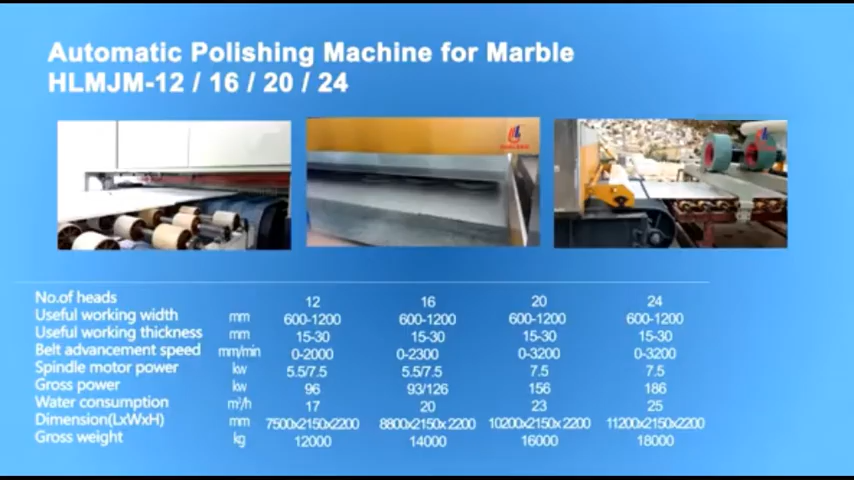 Automatic Polishing Machine for Marble
HLMJM-12 / 16 / 20 / 24
No.of heads 12 16 20 24
Useful working width mm 600-1200 600-1200 600-1200 600-1200
Useful working thickness mm 15-30 15-30 15-30 15-30
Belt advancement speed mm/min 0-2000 0-2300 0-3200 0-3200
Spindle motor power kw 5.5/7.5 5.5/7.5 7.5 7.5
Gross power kw 96 93/126 156 186
Water consumption m³/h 17 20 23 25
Dimension(LxWxH) mm 7500x2150x2200 8800x2150x2200 10200x2150x2200 11200x2150x2200
Gross weight kg 12000 14000 16000 18000